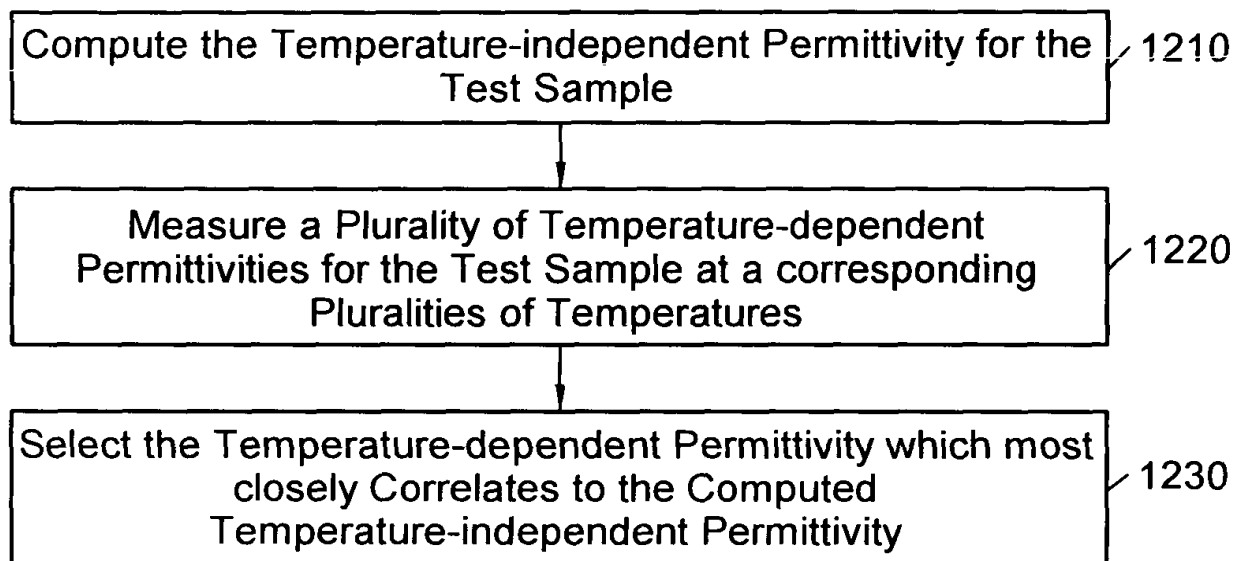 Compute the Temperature-independent Permittivity for the
Test Sample
1210
Measure a Plurality of Temperature-dependent
Permittivities for the Test Sample at a corresponding
Pluralities of Temperatures
1220
Select the Temperature-dependent Permittivity which most
closely Correlates to the Computed
Temperature-independent Permittivity
1230